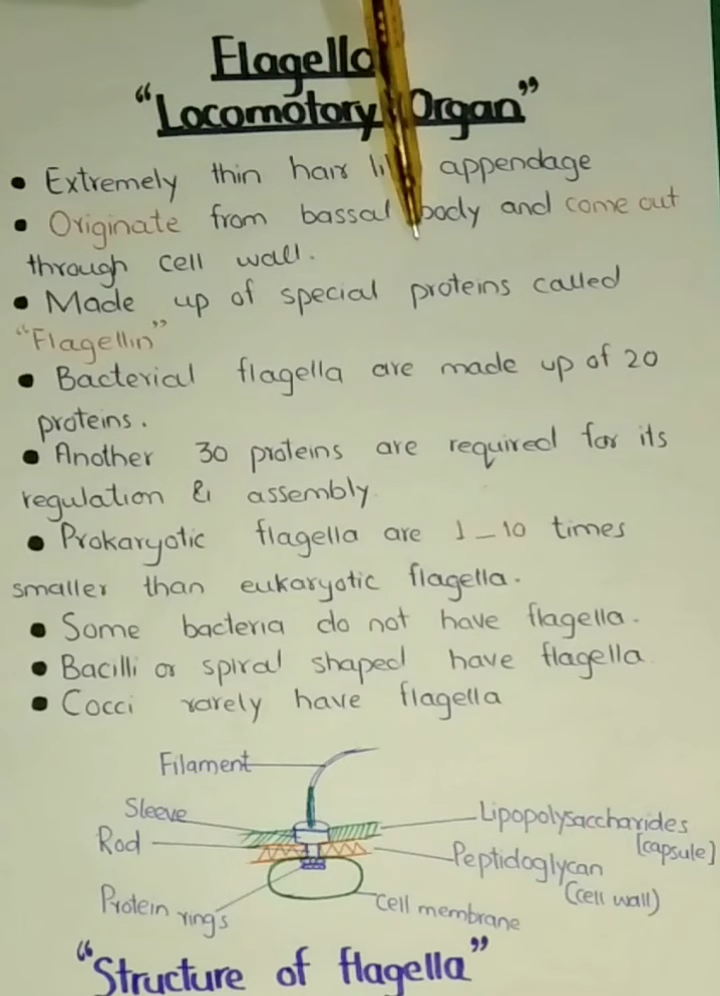 Flagella
“Locomotory Organ”
• Extremely thin hair appendage
• Originate from bassal body and come out
through cell wall.
• Made up of special proteins called
“Flagellin”
• Bacterial flagella are made up of 20
proteins.
• Another 30 proteins are required for its
regulation & assembly.
• Prokaryotic flagella are 1_10 times
smaller than eukaryotic flagella.
• Some bacteria do not have flagella.
• Bacilli or spiral shaped have flagella
• Cocci rarely have flagella
Filament
Sleeve
Lipopolysaccharides
[capsule]
Rod
Peptidoglycan
(cell wall)
Protein rings
cell membrane
“Structure of flagella”